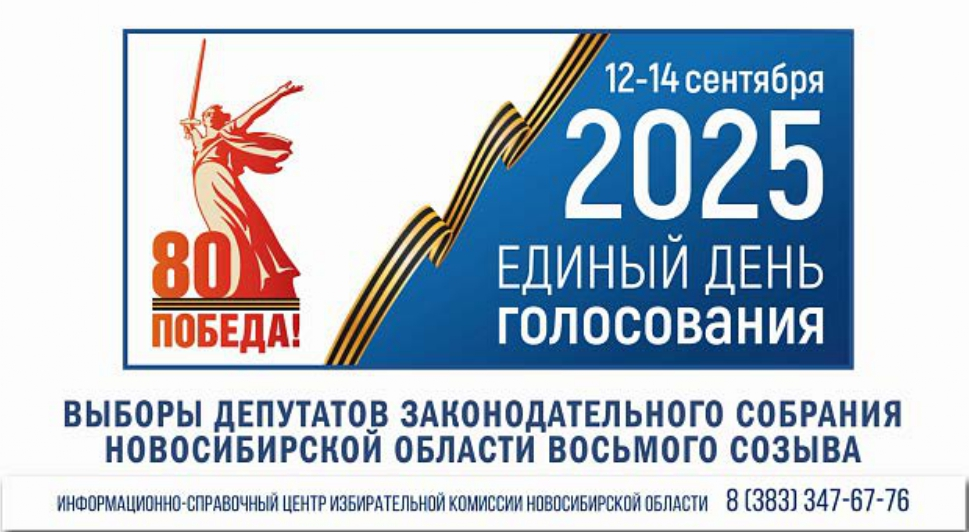 12-14 сентября
2025
ЕДИНЫЙ ДЕНЬ
ГОЛОСОВАНИЯ
80
ПОБЕДА!
ВЫБОРЫ ДЕПУТАТОВ ЗАКОНОДАТЕЛЬНОГО СОБРАНИЯ
НОВОСИБИРСКОЙ ОБЛАСТИ ВОСЬМОГО СОЗЫВА
ИНФОРМАЦИОННО-СПРАВОЧНЫЙ ЦЕНТР ИЗБИРАТЕЛЬНОЙ КОМИССИИ НОВОСИБИРСКОЙ ОБЛАСТИ 8 (383) 347-67-76